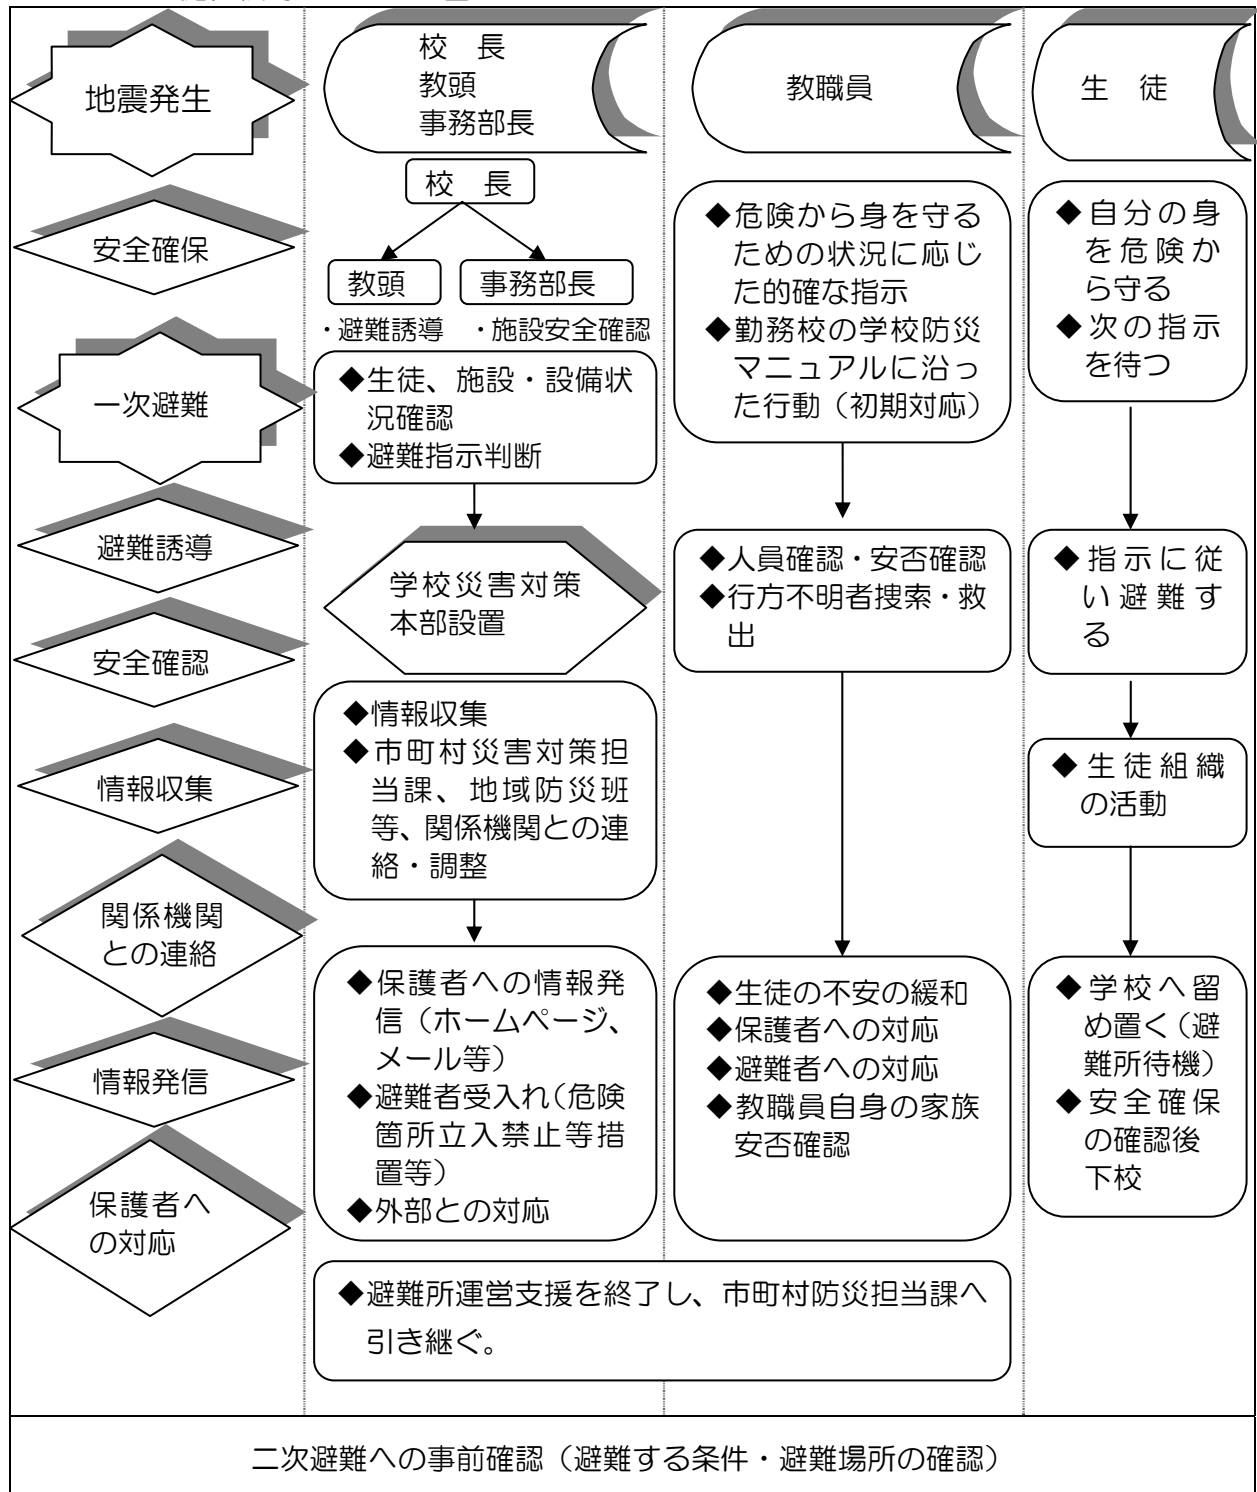 地震発生
安全確保
一次避難
避難誘導
安全確認
情報収集
関係機関
との連絡
情報発信
保護者へ
の対応
校　長
教頭
事務部長
校　長
教頭
事務部長
・避難誘導
・施設安全確認
◆生徒、施設・設備状
況確認
◆避難指示判断
学校災害対策
本部設置
◆情報収集
◆市町村災害対策担
当課、地域防災班
等、関係機関との連
絡・調整
◆保護者への情報発
信（ホームページ、
メール等）
◆避難者受入れ（危険
箇所立入禁止等措
置等）
◆外部との対応
教職員
◆危険から身を守る
ための状況に応じ
た的確な指示
◆勤務校の学校防災
マニュアルに沿っ
た行動（初期対応）
◆人員確認・安否確認
◆行方不明者捜索・救
出
◆生徒の不安の緩和
◆保護者への対応
◆避難者への対応
◆教職員自身の家族
安否確認
生　徒
◆自分の身
を危険か
ら守る
◆次の指示
を待つ
◆指示に従
い避難す
る
◆生徒組織
の活動
◆学校へ留
め置く（避
難所待機）
◆安全確保
の確認後
下校
◆避難所運営支援を終了し、市町村防災担当課へ
引き継ぐ。
二次避難への事前確認（避難する条件・避難場所の確認）